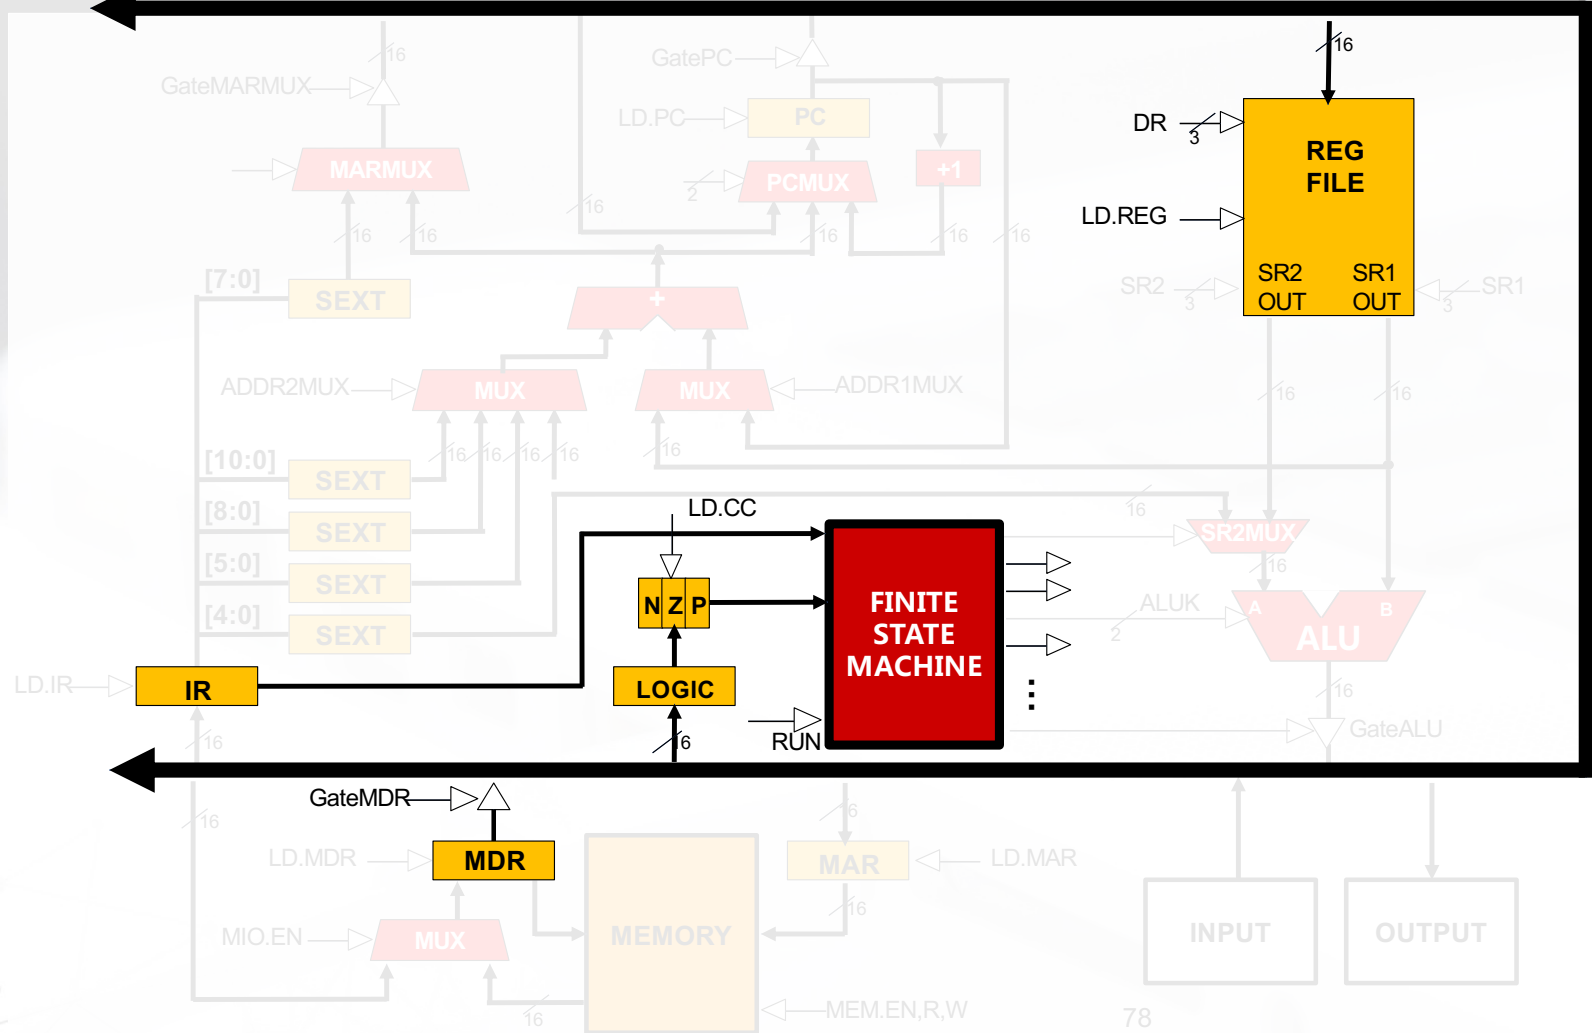 16
16
GatePC
GateMARMUX
LD.PC
PC
DR
3
REG
FILE
MARMUX
PCMUX
+1
2
16
LD.REG
16
16
16
16
16
[7:0]
SEXT
+
SR2
OUT
SR1
OUT
SR2
3
SR1
3
ADDR2MUX
MUX
MUX
ADDR1MUX
16
16
[10:0]
SEXT
16
16
16
16
16
[8:0]
SEXT
LD.CC
16
SR2MUX
[5:0]
SEXT
16
N Z P
FINITE
STATE
MACHINE
ALUK
2
A
B
ALU
[4:0]
SEXT
LD.IR
IR
LOGIC
16
16
16
RUN
GateALU
GateMDR
16
16
LD.MDR
MDR
MAR
LD.MAR
16
MIO.EN
MUX
MEMORY
INPUT
OUTPUT
16
MEM.EN,R,W
78